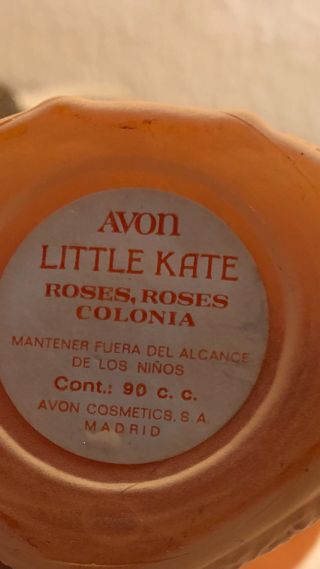 AVON
LITTLE KATE
ROSES, ROSES
COLONIA
MANTENER FUERA DEL ALCANCE
DE LOS NIÑOS
Cont.: 90 c. c.
AVON COSMETICS, S. A
MADRID